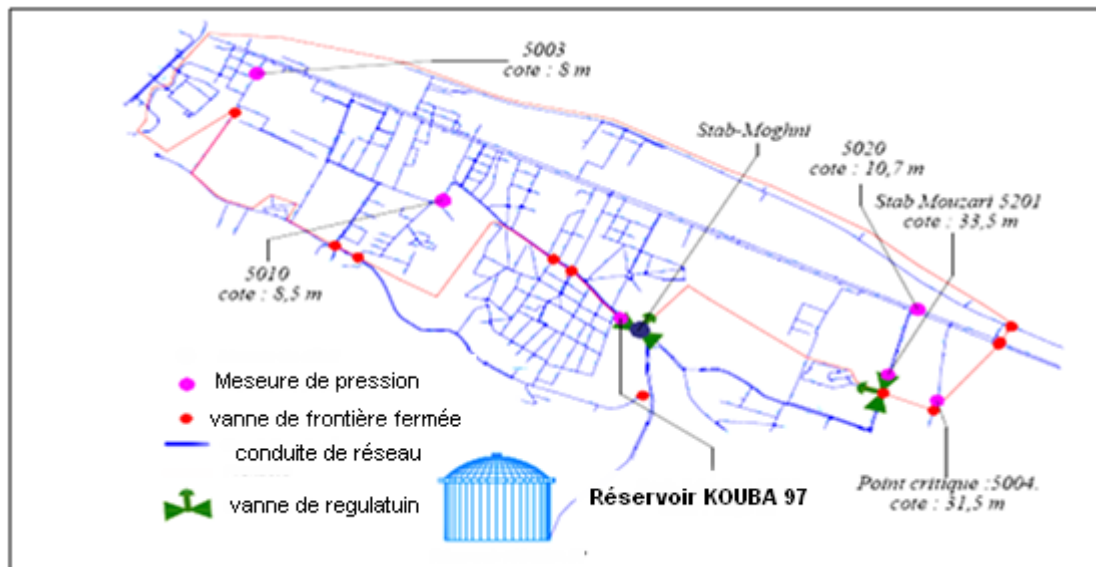 5003
cote : 8 m
Stab-Moghni
5020
cote : 10,7 m
Stab Mouzari 5201
cote : 33,5 m
5010
cote : 8,5 m
Meseure de pression
vanne de frontière fermée
conduite de réseau
vanne de regulatuin
Réservoir KOUBA 97
Point critique :5004.
cote : 31,5 m